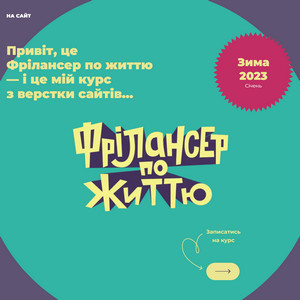 НА САЙТ
Привіт, це
Фрілансер по життю
— і це мій курс
з верстки сайтів...
Зима
2023
Січень
ФРІЛАНСЕР
ПО
ЖИТТЮ
Записатись
на курс